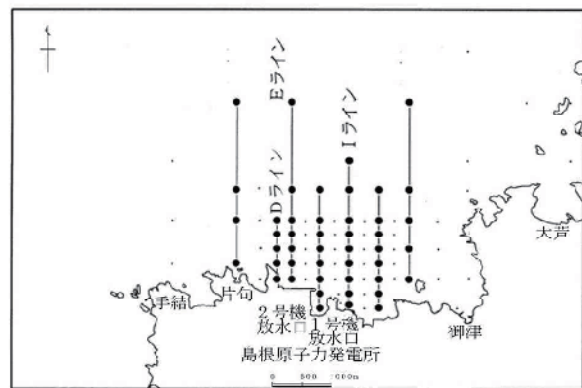 Eライン
Iライン
Dライン
大芦
片句
手結
2号機
放水口
1号機
放水口
御津
島根原子力発電所
0 500 1000m